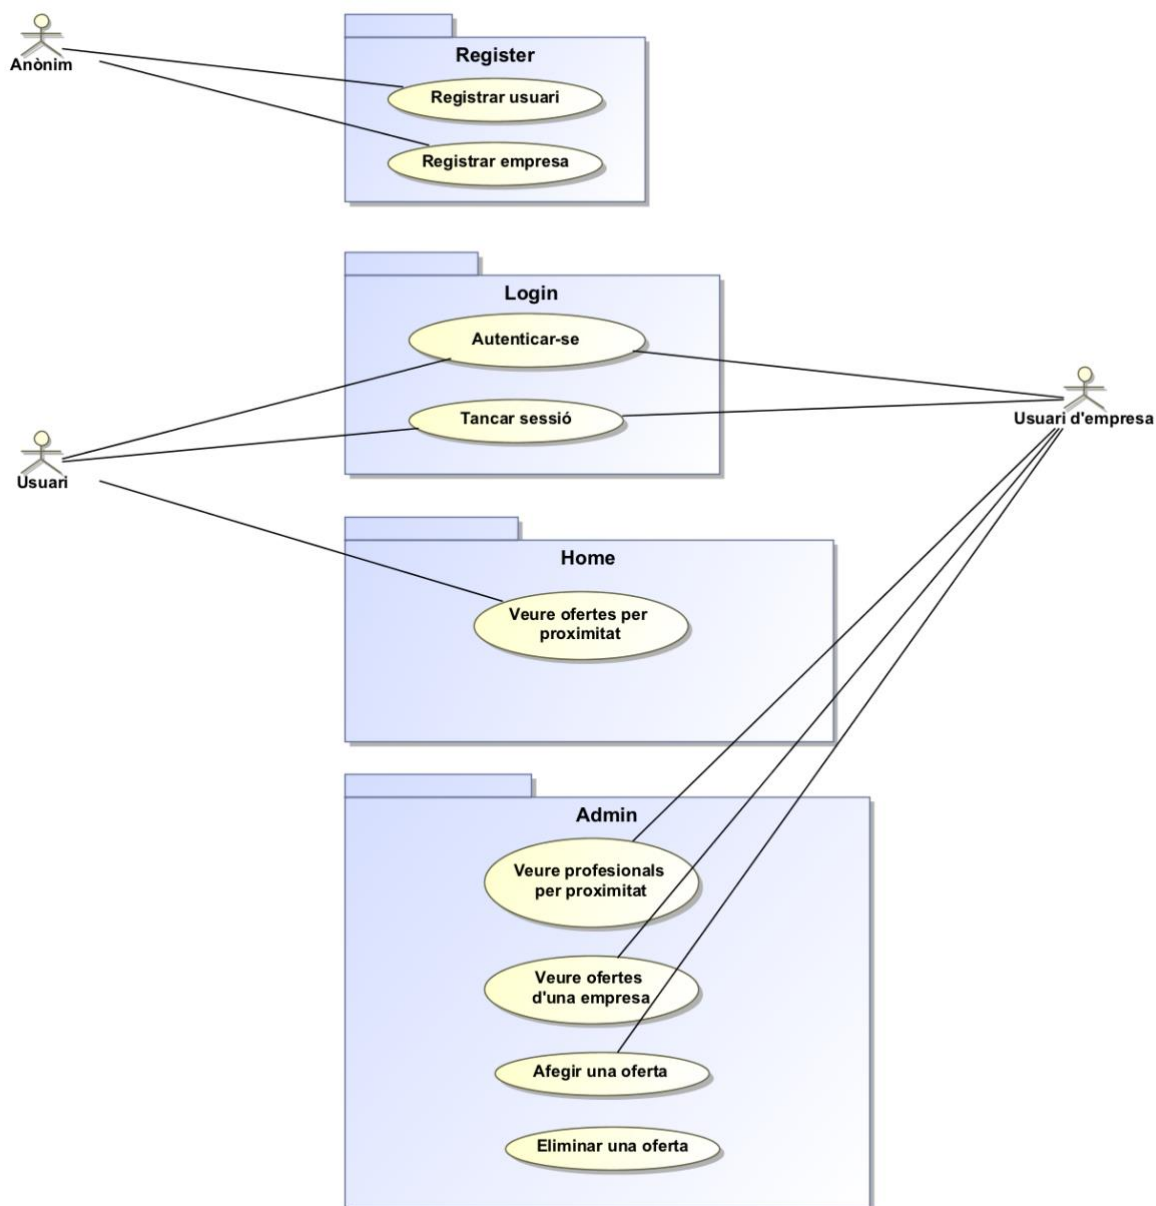 Anònim
Register
Registrar usuari
Registrar empresa
Login
Autenticar-se
Tancar sessió
Usuari d'empresa
Usuari
Home
Veure ofertes per
proximitat
Admin
Veure profesionals
per proximitat
Veure ofertes
d'una empresa
Afegir una oferta
Eliminar una oferta